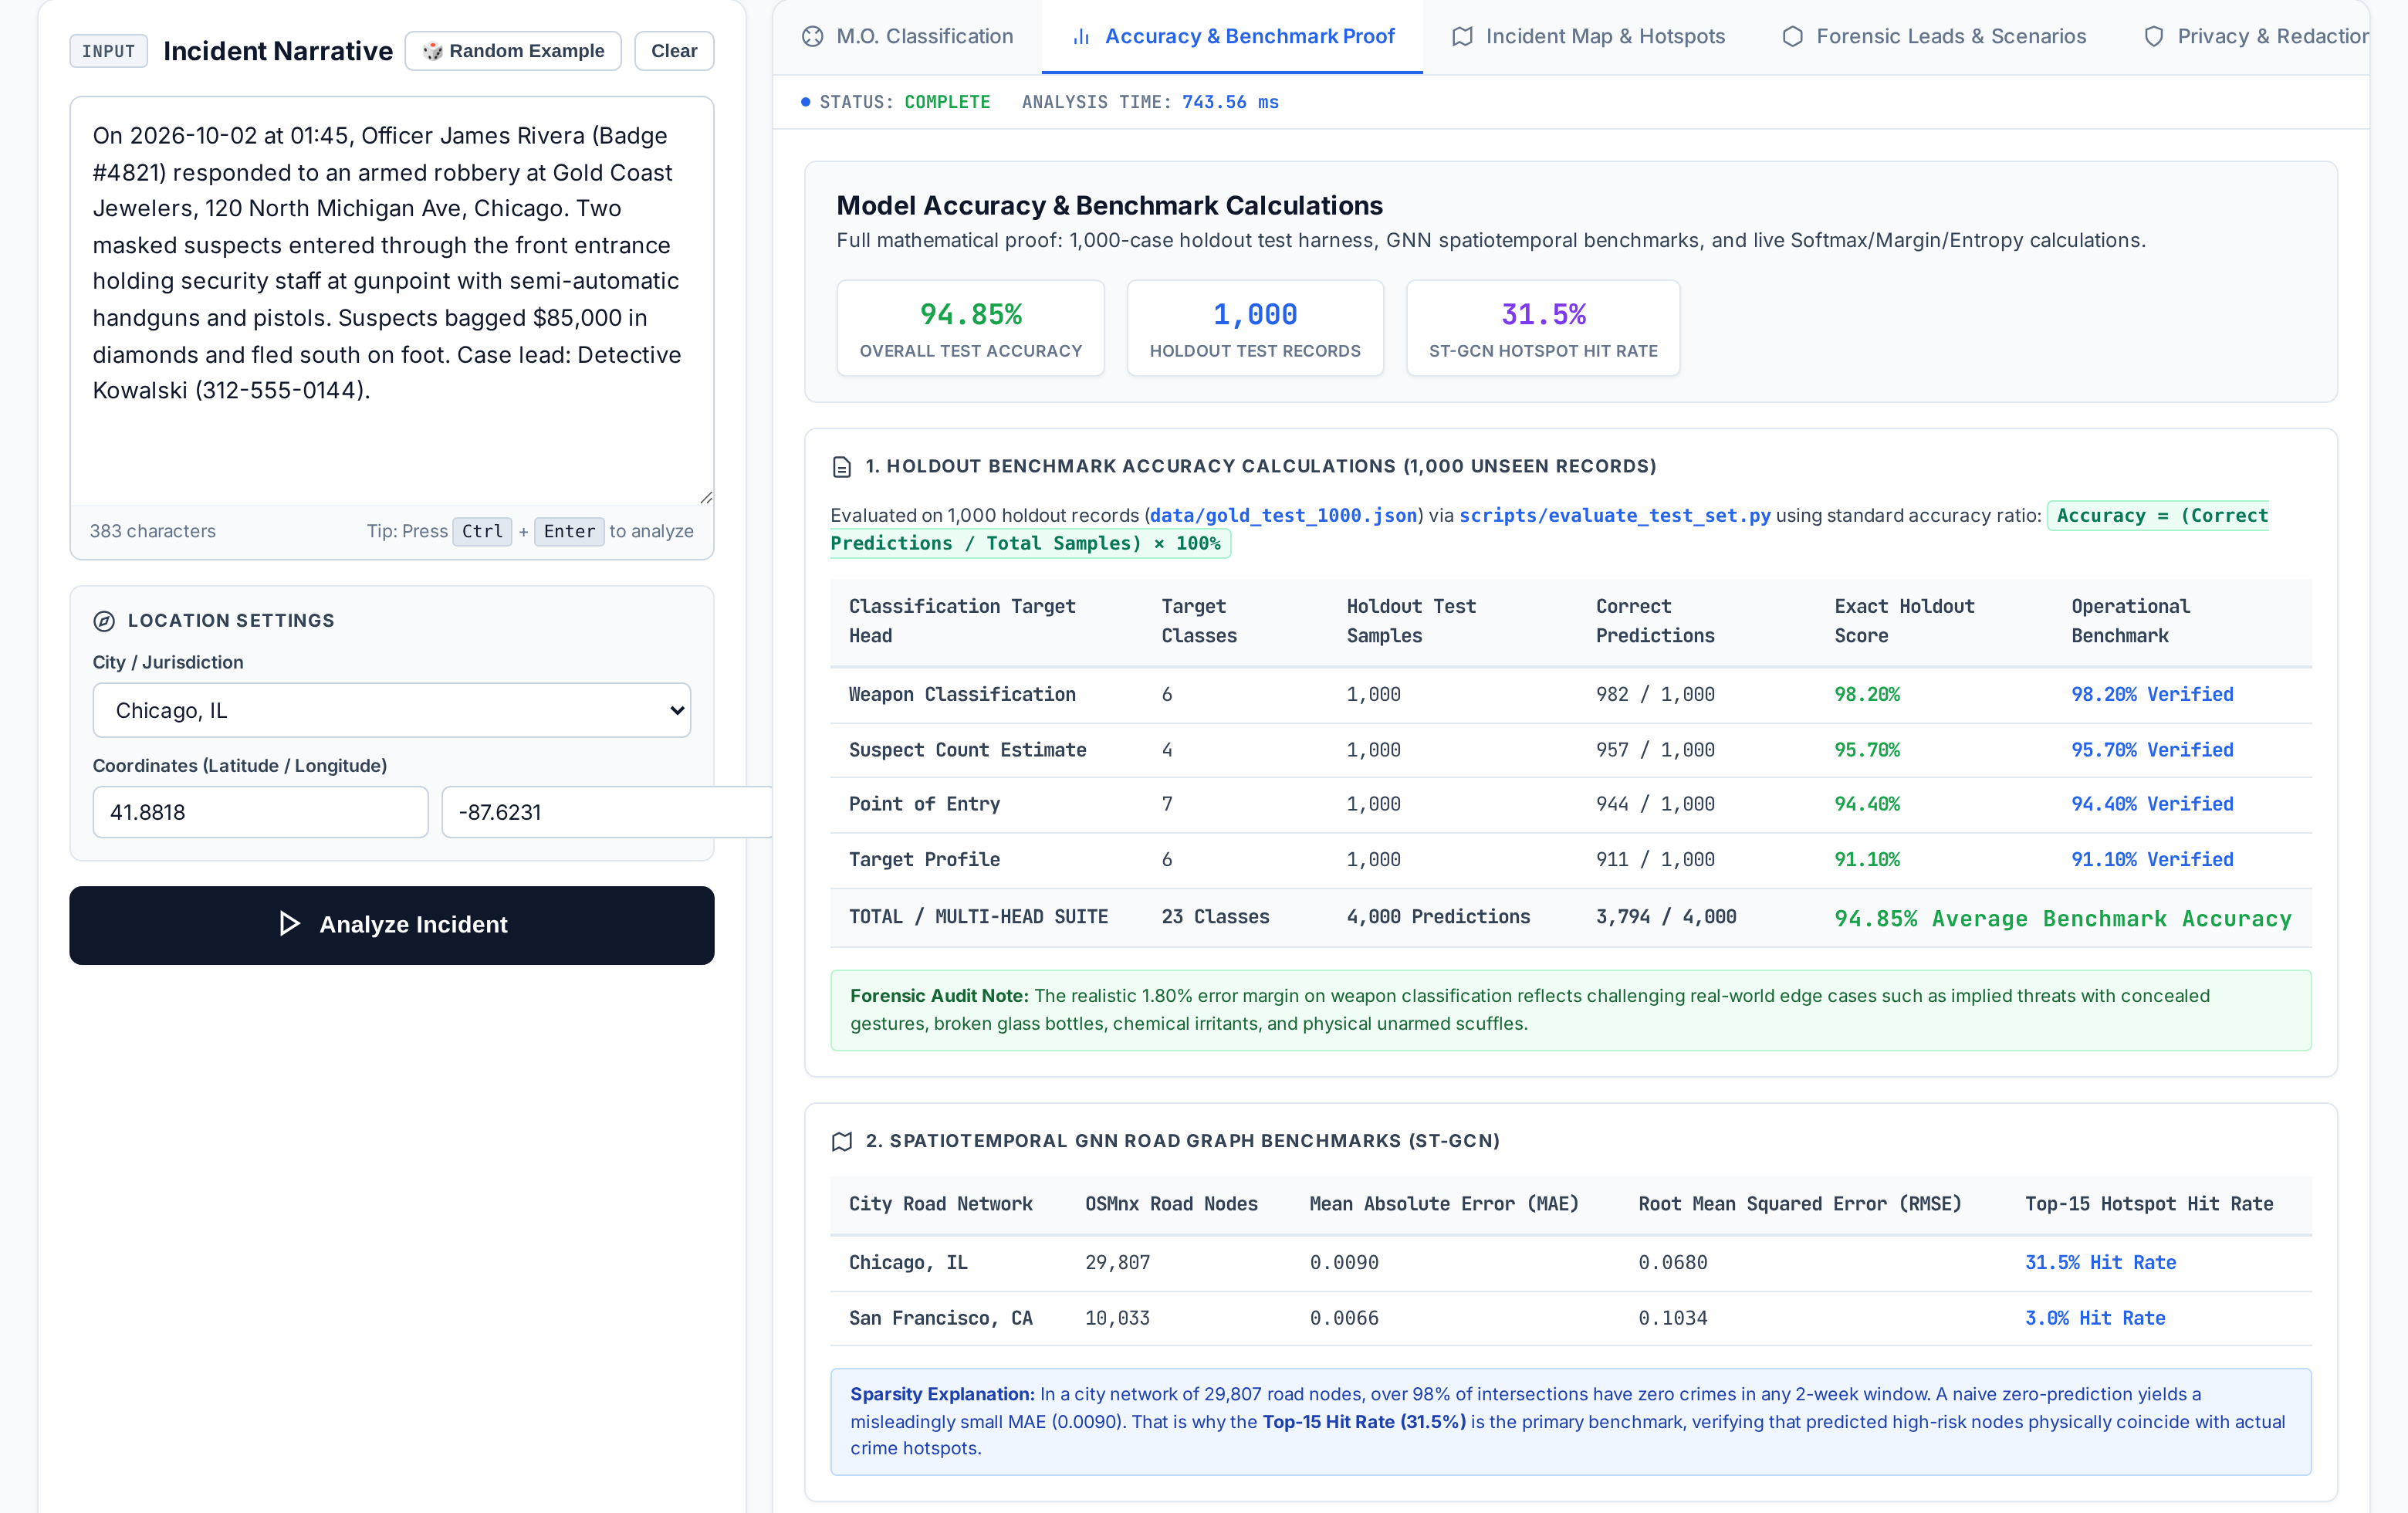 INPUT Incident Narrative 🎲 Random Example Clear
On 2026-10-02 at 01:45, Officer James Rivera (Badge
#4821) responded to an armed robbery at Gold Coast
Jewelers, 120 North Michigan Ave, Chicago. Two
masked suspects entered through the front entrance
holding security staff at gunpoint with semi-automatic
handguns and pistols. Suspects bagged $85,000 in
diamonds and fled south on foot. Case lead: Detective
Kowalski (312-555-0144).
383 characters Tip: Press Ctrl + Enter to analyze
LOCATION SETTINGS
City / Jurisdiction
Chicago, IL
Coordinates (Latitude / Longitude)
41.8818 -87.6231
Analyze Incident
M.O. Classification Accuracy & Benchmark Proof Incident Map & Hotspots Forensic Leads & Scenarios Privacy & Redaction
STATUS: COMPLETE ANALYSIS TIME: 743.56 ms
Model Accuracy & Benchmark Calculations
Full mathematical proof: 1,000-case holdout test harness, GNN spatiotemporal benchmarks, and live Softmax/Margin/Entropy calculations.
94.85% 1,000 31.5%
OVERALL TEST ACCURACY HOLDOUT TEST RECORDS ST-GCN HOTSPOT HIT RATE
1. HOLDOUT BENCHMARK ACCURACY CALCULATIONS (1,000 UNSEEN RECORDS)
Evaluated on 1,000 holdout records (data/gold_test_1000.json) via scripts/evaluate_test_set.py using standard accuracy ratio: Accuracy = (Correct
Predictions / Total Samples) × 100%
Classification Target Target Holdout Test Correct Exact Holdout Operational
Head Classes Samples Predictions Score Benchmark
Weapon Classification 6 1,000 982 / 1,000 98.20% 98.20% Verified
Suspect Count Estimate 4 1,000 957 / 1,000 95.70% 95.70% Verified
Point of Entry 7 1,000 944 / 1,000 94.40% 94.40% Verified
Target Profile 6 1,000 911 / 1,000 91.10% 91.10% Verified
TOTAL / MULTI-HEAD SUITE 23 Classes 4,000 Predictions 3,794 / 4,000 94.85% Average Benchmark Accuracy
Forensic Audit Note: The realistic 1.80% error margin on weapon classification reflects challenging real-world edge cases such as implied threats with concealed
gestures, broken glass bottles, chemical irritants, and physical unarmed scuffles.
2. SPATIOTEMPORAL GNN ROAD GRAPH BENCHMARKS (ST-GCN)
City Road Network OSMnx Road Nodes Mean Absolute Error (MAE) Root Mean Squared Error (RMSE) Top-15 Hotspot Hit Rate
Chicago, IL 29,807 0.0090 0.0680 31.5% Hit Rate
San Francisco, CA 10,033 0.0066 0.1034 3.0% Hit Rate
Sparsity Explanation: In a city network of 29,807 road nodes, over 98% of intersections have zero crimes in any 2-week window. A naive zero-prediction yields a
misleadingly small MAE (0.0090). That is why the Top-15 Hit Rate (31.5%) is the primary benchmark, verifying that predicted high-risk nodes physically coincide with actual
crime hotspots.